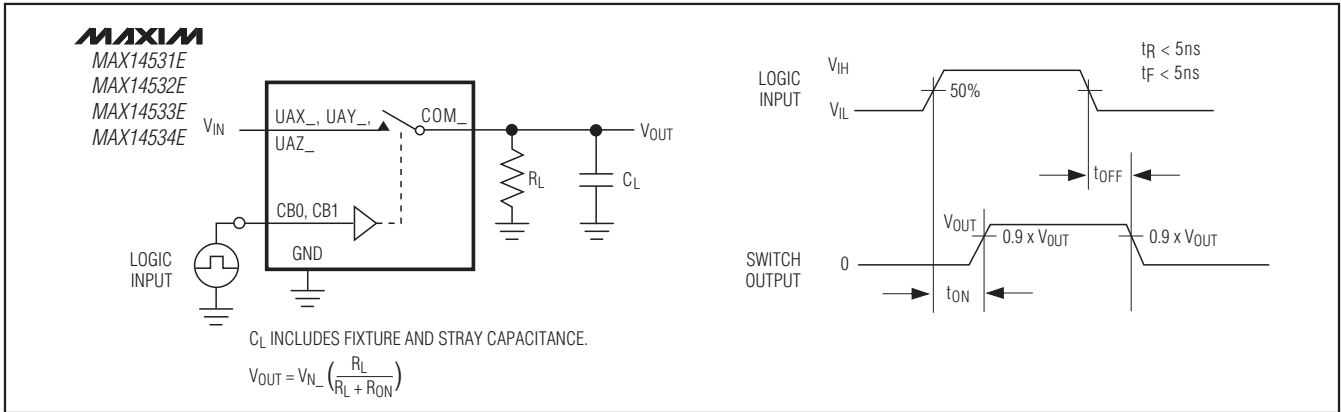 MAXIM
MAX14531E
MAX14532E
MAX14533E
MAX14534E
VIN
UAX_, UAY_,
UAZ_
COM_
VOUT
RL
CL
CB0, CB1
GND
LOGIC
INPUT
CL INCLUDES FIXTURE AND STRAY CAPACITANCE.
VOUT = VN_ (RL / RL + RON)
LOGIC
INPUT
VIH
VIL
50%
tR < 5ns
tF < 5ns
tOFF
SWITCH
OUTPUT
VOUT
0
0.9 x VOUT
0.9 x VOUT
tON